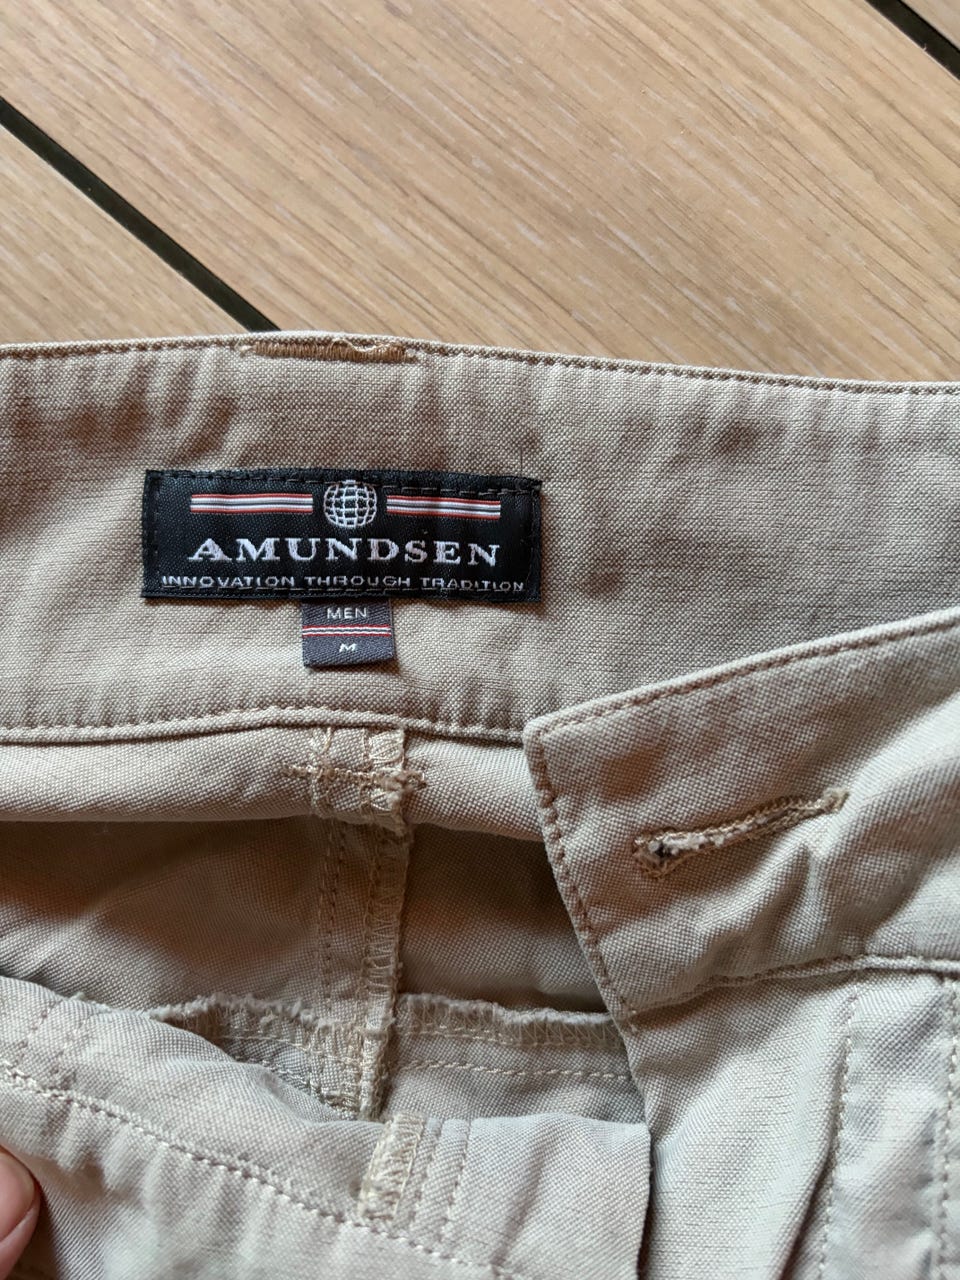 AMUNDSEN
INNOVATION THROUGH TRADITION
MEN
M